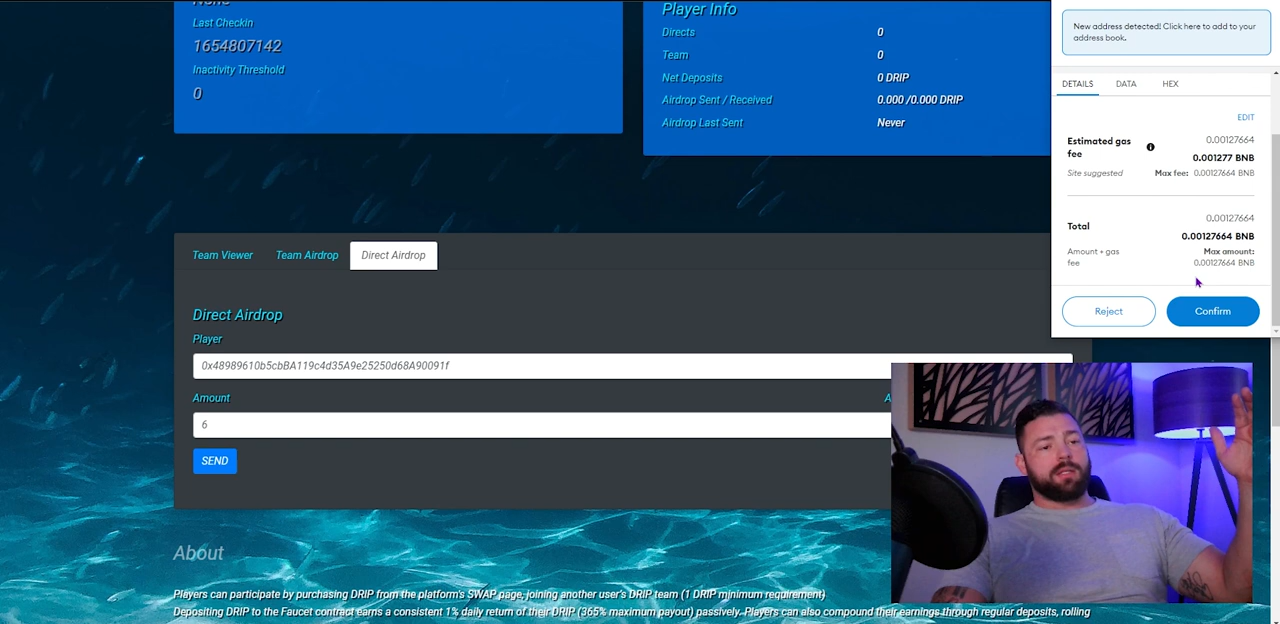 None
Last Checkin
1654807142
Inactivity Threshold
0
Player Info
Directs 0
Team 0
Net Deposits 0 DRIP
Airdrop Sent / Received 0.000 /0.000 DRIP
Airdrop Last Sent Never
New address detected! Click here to add to your
address book.
DETAILS DATA HEX
EDIT
Estimated gas
fee
0.00127664
0.001277 BNB
Site suggested
Max fee: 0.00127664 BNB
Total
0.00127664
0.00127664 BNB
Amount + gas
fee
Max amount:
0.00127664 BNB
Reject Confirm
Team Viewer Team Airdrop Direct Airdrop
Direct Airdrop
Player
0x48989610b5cbBA119c4d35A9e25250d68A90091f
Amount
6
SEND
About
Players can participate by purchasing DRIP from the platform's SWAP page, joining another user's DRIP team (1 DRIP minimum requirement)
Depositing DRIP to the Faucet contract earns a consistent 1% daily return of their DRIP (365% maximum payout) passively. Players can also compound their earnings through regular deposits, rolling